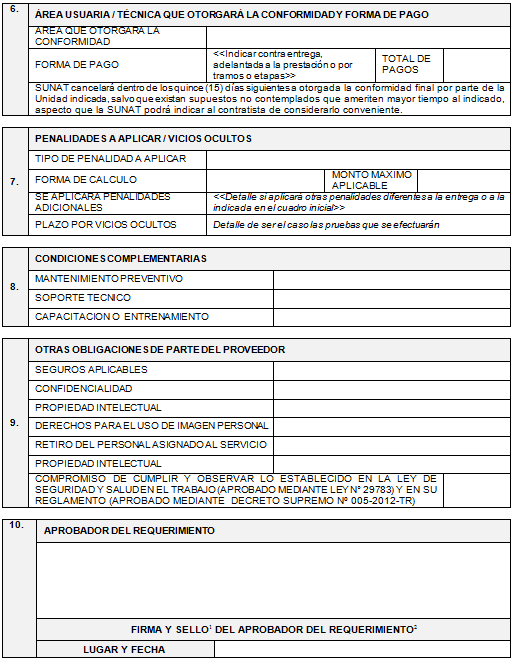 6.
ÁREA USUARIA / TÉCNICA QUE OTORGARÁ LA CONFORMIDAD Y FORMA DE PAGO
AREA QUE OTORGARA LA
CONFORMIDAD
FORMA DE PAGO
<<Indicar contra entrega,
adelantada a la prestación o por
tramos o etapas>>
TOTAL DE
PAGOS
SUNAT cancelará dentro de los quince (15) días siguientes a otorgada la conformidad final por parte de la
Unidad indicada, salvo que existan supuestos no contemplados que ameriten mayor tiempo al indicado,
aspecto que la SUNAT podrá indicar al contratista de considerarlo conveniente.
7.
PENALIDADES A APLICAR / VICIOS OCULTOS
TIPO DE PENALIDAD A APLICAR
FORMA DE CALCULO
MONTO MAXIMO
APLICABLE
SE APLICARA PENALIDADES
ADICIONALES
<<Detalle si aplicará otras penalidades diferentes a la entrega o a la
indicada en el cuadro inicial>>
PLAZO POR VICIOS OCULTOS
Detalle de ser el caso las pruebas que se efectuarán
8.
CONDICIONES COMPLEMENTARIAS
MANTENIMIENTO PREVENTIVO
SOPORTE TECNICO
CAPACITACION O ENTRENAMIENTO
9.
OTRAS OBLIGACIONES DE PARTE DEL PROVEEDOR
SEGUROS APLICABLES
CONFIDENCIALIDAD
PROPIEDAD INTELECTUAL
DERECHOS PARA EL USO DE IMAGEN PERSONAL
RETIRO DEL PERSONAL ASIGNADO AL SERVICIO
PROPIEDAD INTELECTUAL
COMPROMISO DE CUMPLIR Y OBSERVAR LO ESTABLECIDO EN LA LEY DE
SEGURIDAD Y SALUD EN EL TRABAJO (APROBADO MEDIANTE LEY N° 29783) Y EN SU
REGLAMENTO (APROBADO MEDIANTE DECRETO SUPREMO Nº 005-2012-TR)
10.
APROBADOR DEL REQUERIMIENTO
FIRMA Y SELLO¹ DEL APROBADOR DEL REQUERIMIENTO²
LUGAR Y FECHA